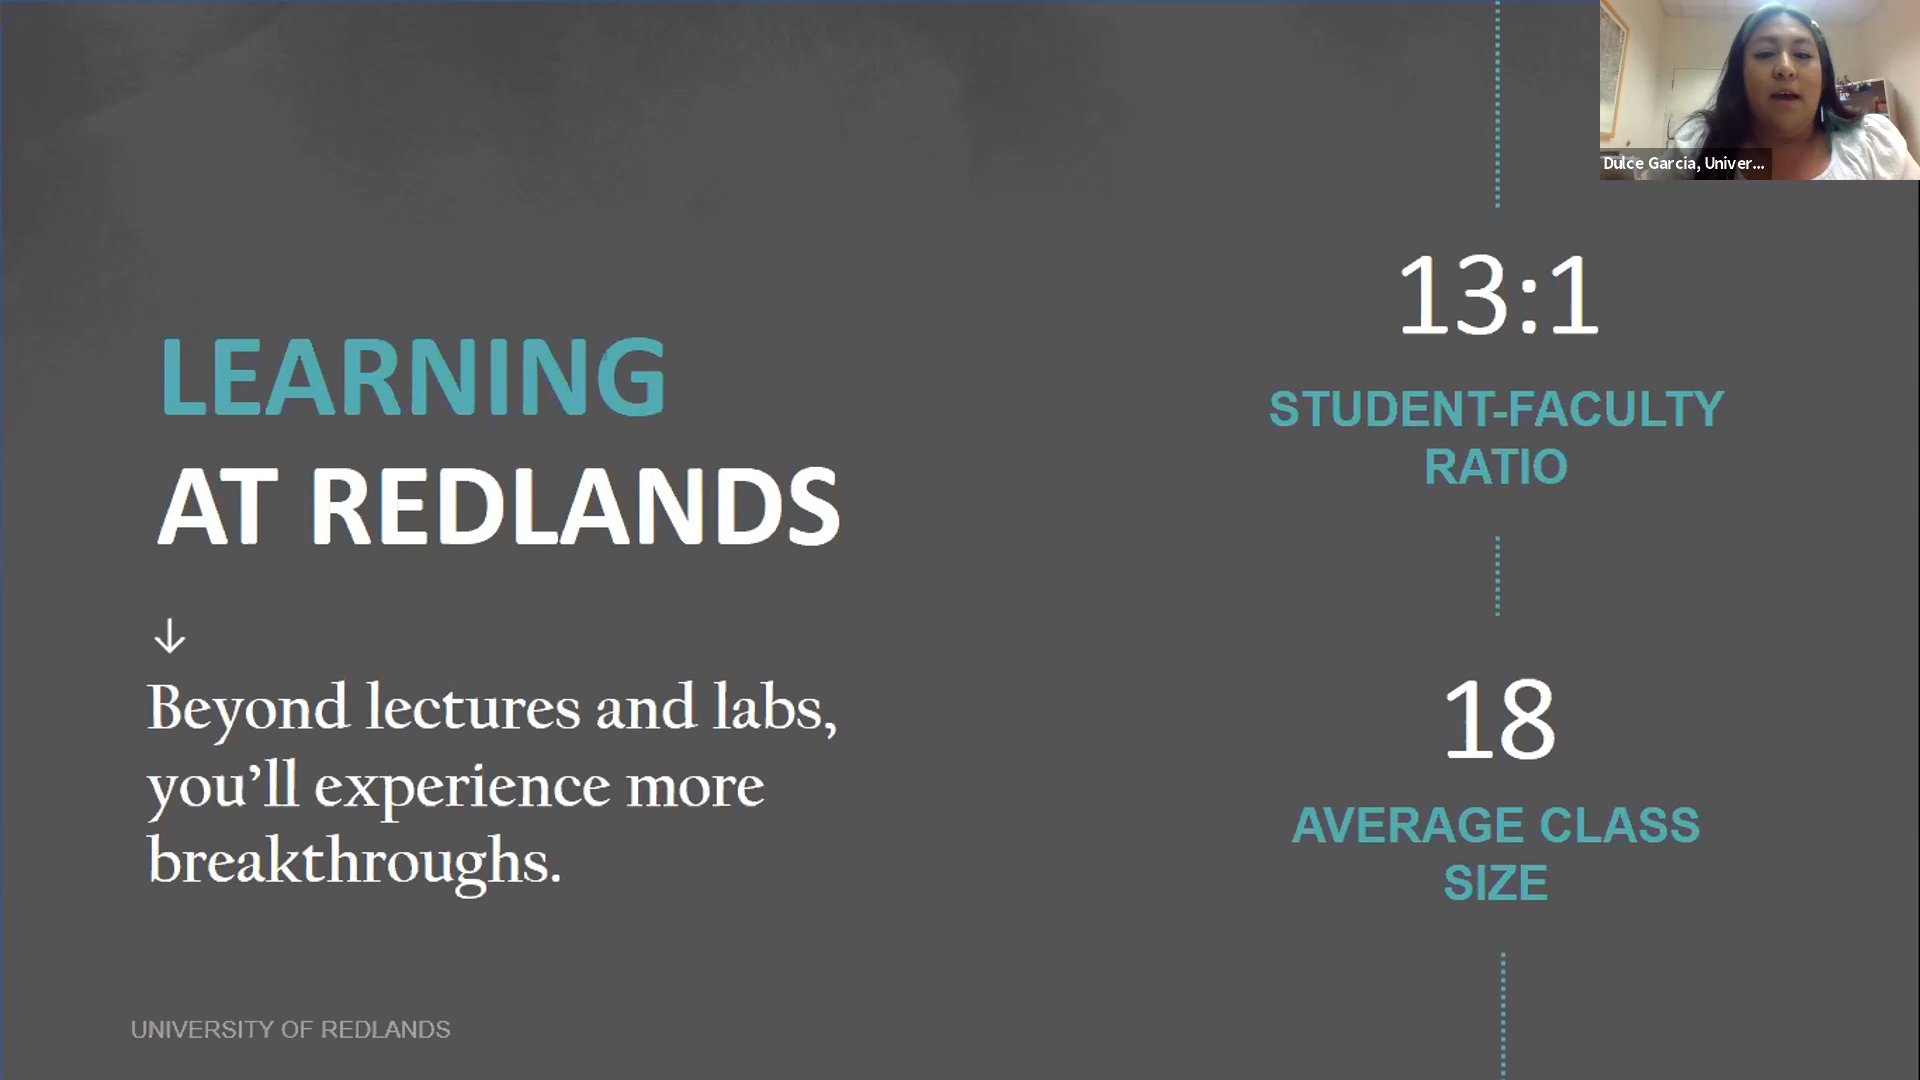 Dulce Garcia, Univer...
LEARNING
AT REDLANDS
↓
Beyond lectures and labs,
you’ll experience more
breakthroughs.
13:1
STUDENT-FACULTY
RATIO
18
AVERAGE CLASS
SIZE
UNIVERSITY OF REDLANDS